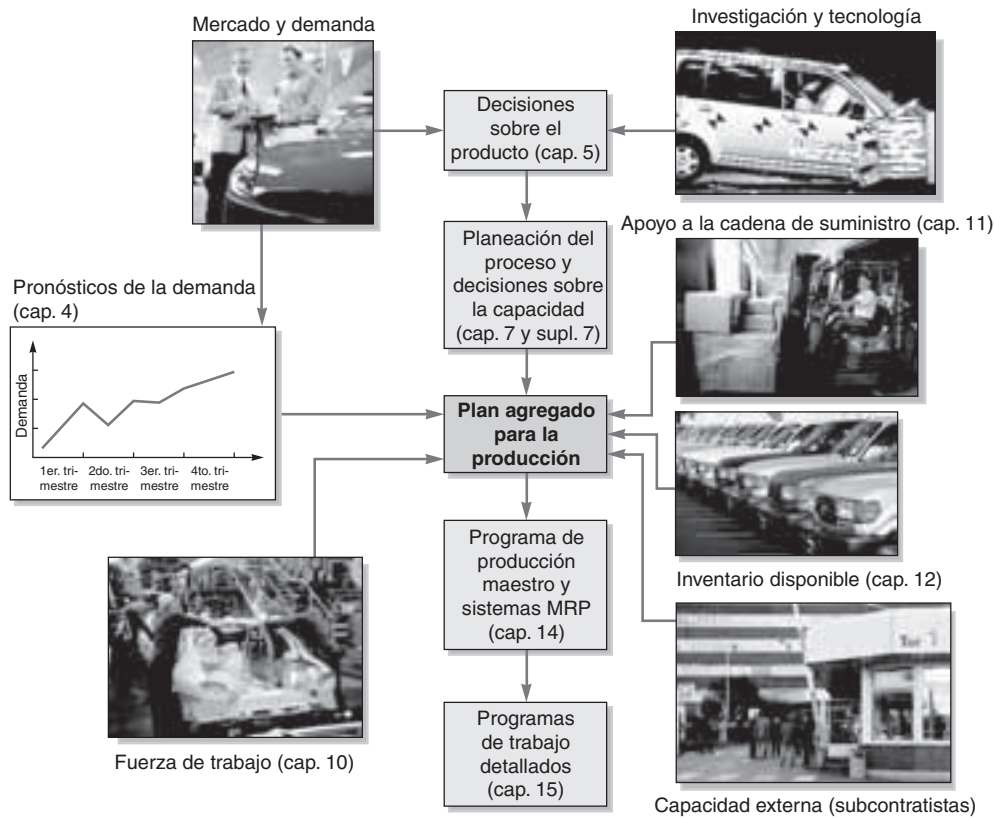 Mercado y demanda
Investigación y tecnología
Decisiones
sobre el
producto (cap. 5)
Apoyo a la cadena de suministro (cap. 11)
Planeación del
proceso y
decisiones sobre
la capacidad
(cap. 7 y supl. 7)
Pronósticos de la demanda
(cap. 4)
Demanda
1er. tri-
mestre
2do. tri-
mestre
3er. tri-
mestre
4to. tri-
mestre
Plan agregado
para la
producción
Inventario disponible (cap. 12)
Programa de
producción
maestro y
sistemas MRP
(cap. 14)
Fuerza de trabajo (cap. 10)
Programas
de trabajo
detallados
(cap. 15)
Capacidad externa (subcontratistas)